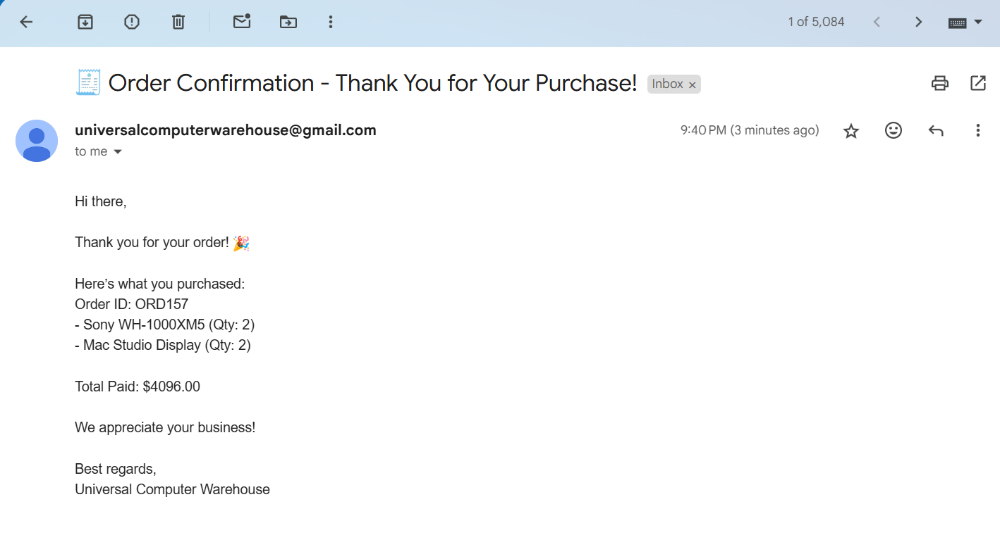 1 of 5,084
🧾 Order Confirmation - Thank You for Your Purchase! Inbox ×
universalcomputerwarehouse@gmail.com 9:40 PM (3 minutes ago)
to me
Hi there,
Thank you for your order! 🎉
Here’s what you purchased:
Order ID: ORD157
- Sony WH-1000XM5 (Qty: 2)
- Mac Studio Display (Qty: 2)
Total Paid: $4096.00
We appreciate your business!
Best regards,
Universal Computer Warehouse